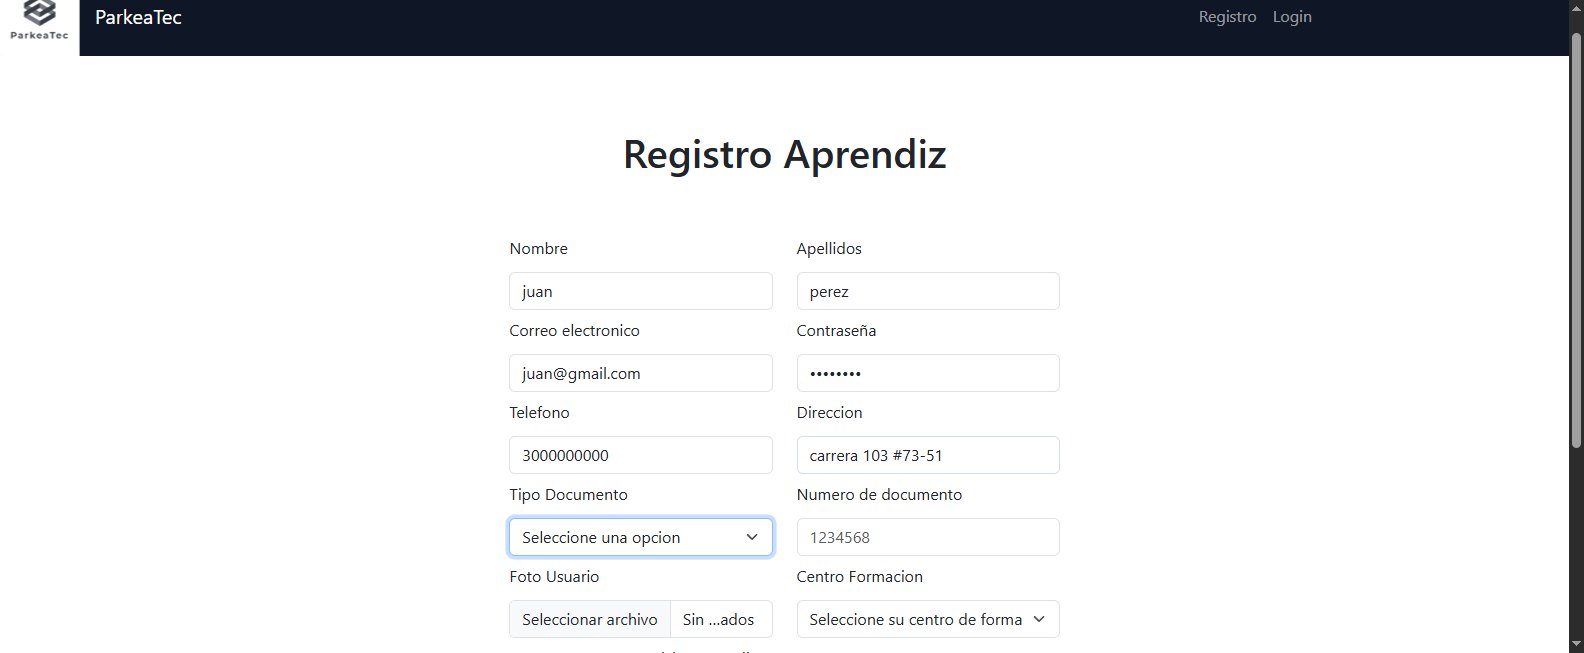 ParkeaTec
ParkeaTec
Registro Login
Registro Aprendiz
Nombre
Apellidos
juan
perez
Correo electronico
Contraseña
juan@gmail.com
••••••••
Telefono
Direccion
3000000000
carrera 103 #73-51
Tipo Documento
Numero de documento
Seleccione una opcion
1234568
Foto Usuario
Centro Formacion
Seleccionar archivo Sin ...ados
Seleccione su centro de forma